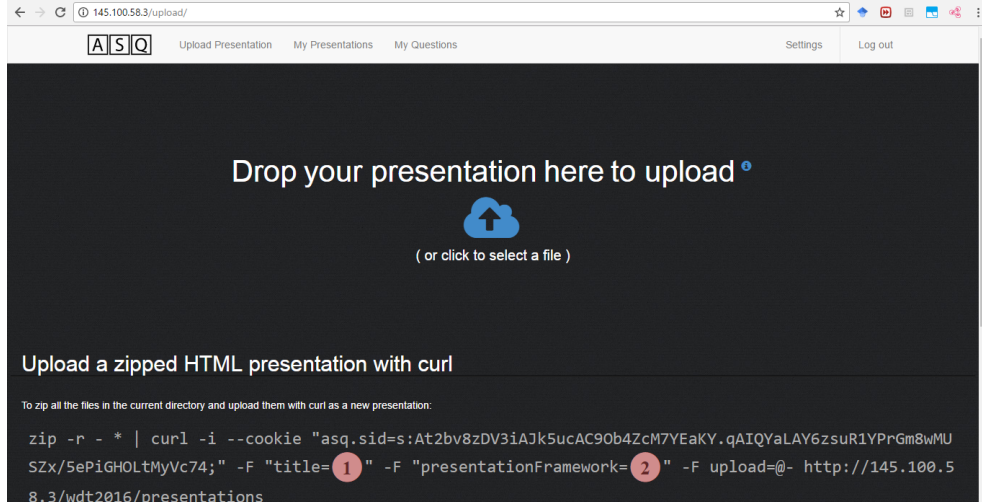 145.100.58.3/upload/
ASQ Upload Presentation My Presentations My Questions Settings Log out
Drop your presentation here to upload
( or click to select a file )
Upload a zipped HTML presentation with curl
To zip all the files in the current directory and upload them with curl as a new presentation:
zip -r - * | curl -i --cookie "asq.sid=s:At2bv8zDV3iAJk5ucAC9Ob4ZcM7YEaKY.qAIQYaLAY6zsuR1YPrGm8wMU
SZx/5ePiGHOLtMyVc74;" -F "title=1" -F "presentationFramework=2" -F upload=@- http://145.100.5
8.3/wdt2016/presentations